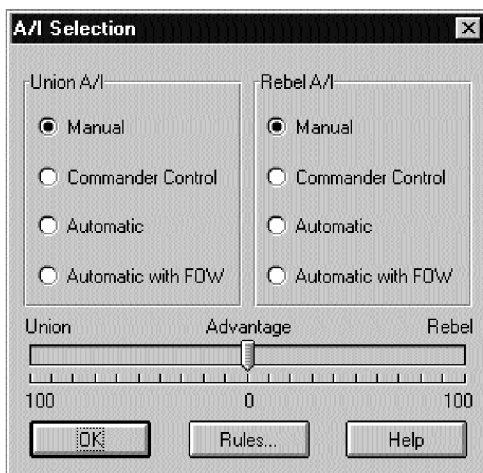 A/I Selection
Union A/I
Rebel A/I
Manual
Manual
Commander Control
Commander Control
Automatic
Automatic
Automatic with FOW
Automatic with FOW
Union Advantage Rebel
100 0 100
OK Rules... Help